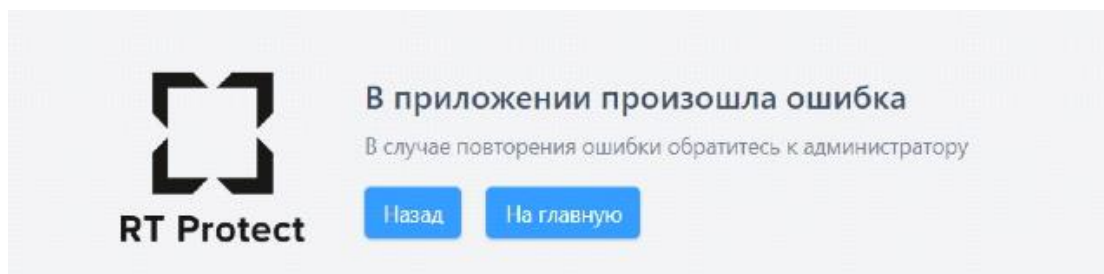 В приложении произошла ошибка
В случае повторения ошибки обратитесь к администратору
Назад
На главную
RT Protect